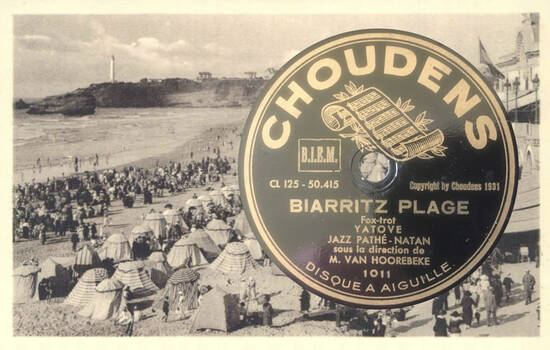 CHOUDENS
B.I.E.M.
CL 125 - 50.415
Copyright by Choudens 1931
BIARRITZ PLAGE
Fox-trot
YATOVE
JAZZ PATHÉ-NATAN
sous la direction de
M. VAN HOOREBEKE
1011
DISQUE A AIGUILLE